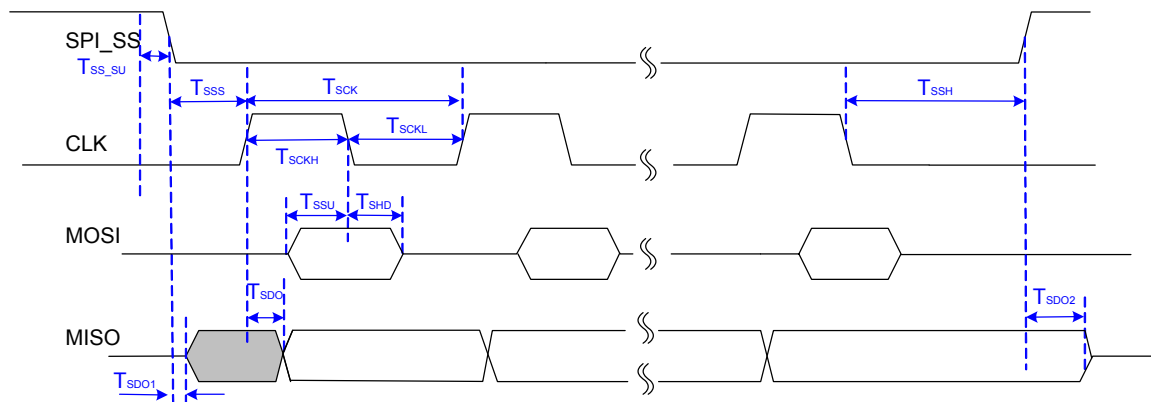 SPI_SS
TSS_SU
TSSS
TSCK
TSSH
CLK
TSCKH
TSCKL
TSSU
TSHD
MOSI
TSDO
TSDO2
MISO
TSDO1